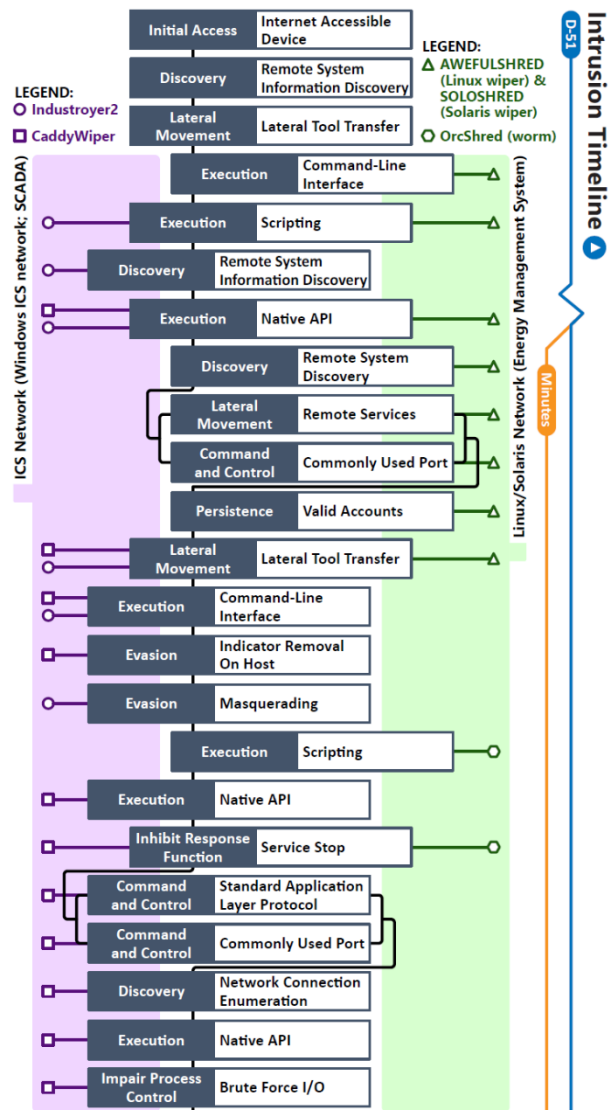 Intrusion Timeline
D-51
Minutes
LEGEND:
Industroyer2
CaddyWiper
LEGEND:
AWEFULSHRED
(Linux wiper) &
SOLOSHRED
(Solaris wiper)
OrcShred (worm)
ICS Network (Windows ICS network; SCADA)
Linux/Solaris Network (Energy Management System)
Initial Access
Internet Accessible
Device
Discovery
Remote System
Information Discovery
Lateral
Movement
Lateral Tool Transfer
Execution
Command-Line
Interface
Execution
Scripting
Discovery
Remote System
Information Discovery
Execution
Native API
Discovery
Remote System
Discovery
Lateral
Movement
Remote Services
Command
and Control
Commonly Used Port
Persistence
Valid Accounts
Lateral
Movement
Lateral Tool Transfer
Execution
Command-Line
Interface
Evasion
Indicator Removal
On Host
Evasion
Masquerading
Execution
Scripting
Execution
Native API
Inhibit Response
Function
Service Stop
Command
and Control
Standard Application
Layer Protocol
Command
and Control
Commonly Used Port
Discovery
Network Connection
Enumeration
Execution
Native API
Impair Process
Control
Brute Force I/O